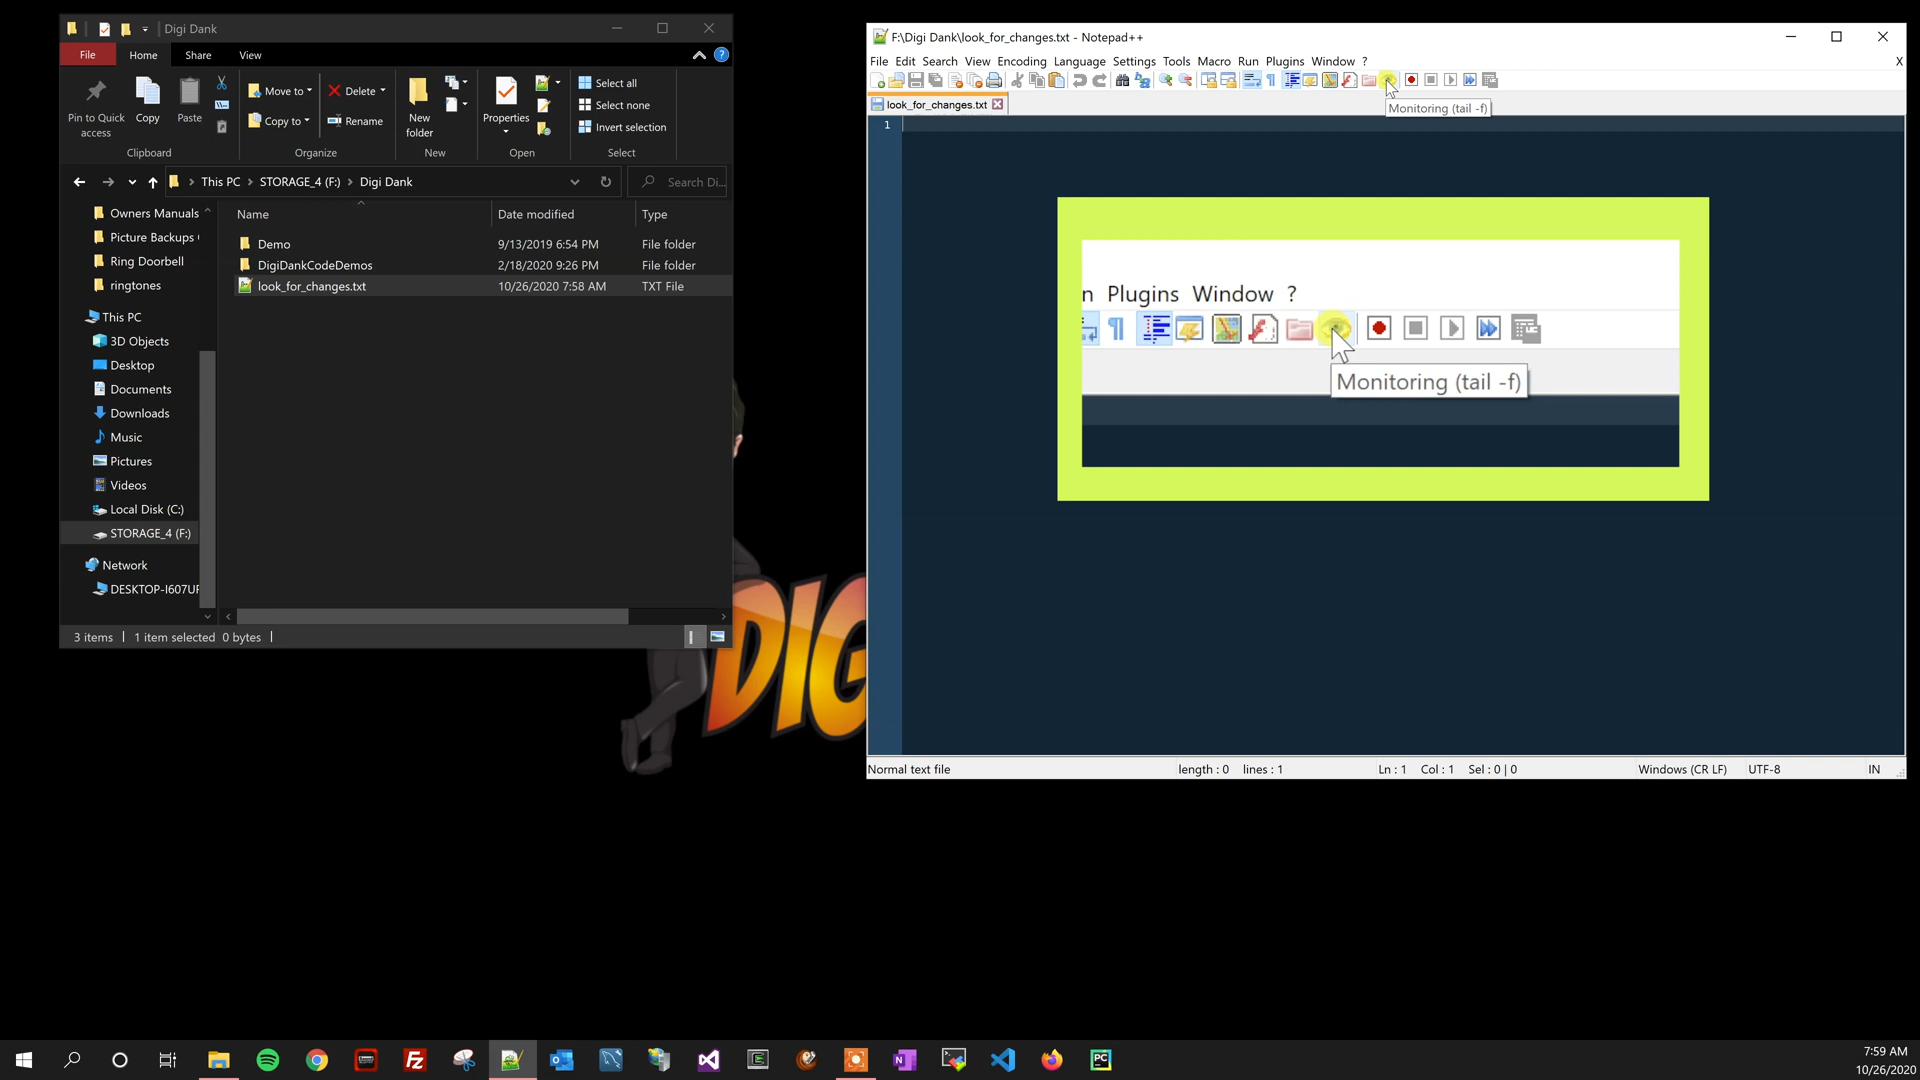 Digi Dank
File Home Share View
Pin to Quick access
Copy
Paste
Clipboard
Move to
Copy to
Delete
Rename
Organize
New folder
New
Properties
Open
Select all
Select none
Invert selection
Select
This PC > STORAGE_4 (F:) > Digi Dank
Search Di...
Name Date modified Type
Demo 9/13/2019 6:54 PM File folder
DigiDankCodeDemos 2/18/2020 9:26 PM File folder
look_for_changes.txt 10/26/2020 7:58 AM TXT File
Owners Manuals
Picture Backups
Ring Doorbell
ringtones
This PC
3D Objects
Desktop
Documents
Downloads
Music
Pictures
Videos
Local Disk (C:)
STORAGE_4 (F:)
Network
DESKTOP-I607UF
3 items 1 item selected 0 bytes
DIG
F:\Digi Dank\look_for_changes.txt - Notepad++
File Edit Search View Encoding Language Settings Tools Macro Run Plugins Window ? X
look_for_changes.txt
Monitoring (tail -f)
1
n Plugins Window ?
Monitoring (tail -f)
Normal text file length : 0 lines : 1 Ln : 1 Col : 1 Sel : 0 | 0 Windows (CR LF) UTF-8 IN
7:59 AM
10/26/2020